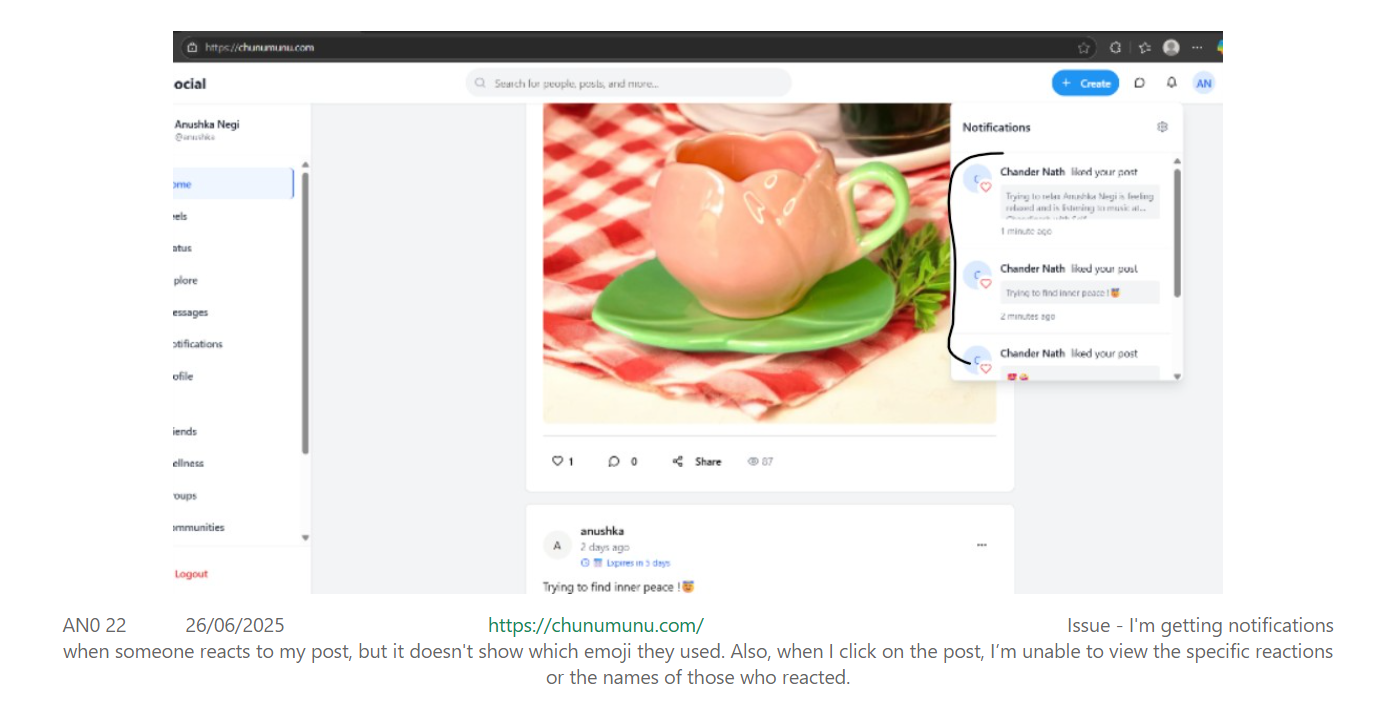 https://chunumunu.com
ocial
Search for people, posts, and more...
+ Create
AN
Anushka Negi
@anushka
ome
eels
atus
plore
essages
otifications
ofile
iends
ellness
roups
ommunities
Logout
Notifications
Chander Nath liked your post
Trying to relax Anushka Negi is feeling
relaxed and is listening to music at...
1 minute ago
Chander Nath liked your post
Trying to find inner peace !😇
2 minutes ago
Chander Nath liked your post
1
0
Share
87
A
anushka
2 days ago
Expires in 5 days
Trying to find inner peace !😇
AN0 22 26/06/2025 https://chunumunu.com/ Issue - I'm getting notifications
when someone reacts to my post, but it doesn't show which emoji they used. Also, when I click on the post, I’m unable to view the specific reactions
or the names of those who reacted.